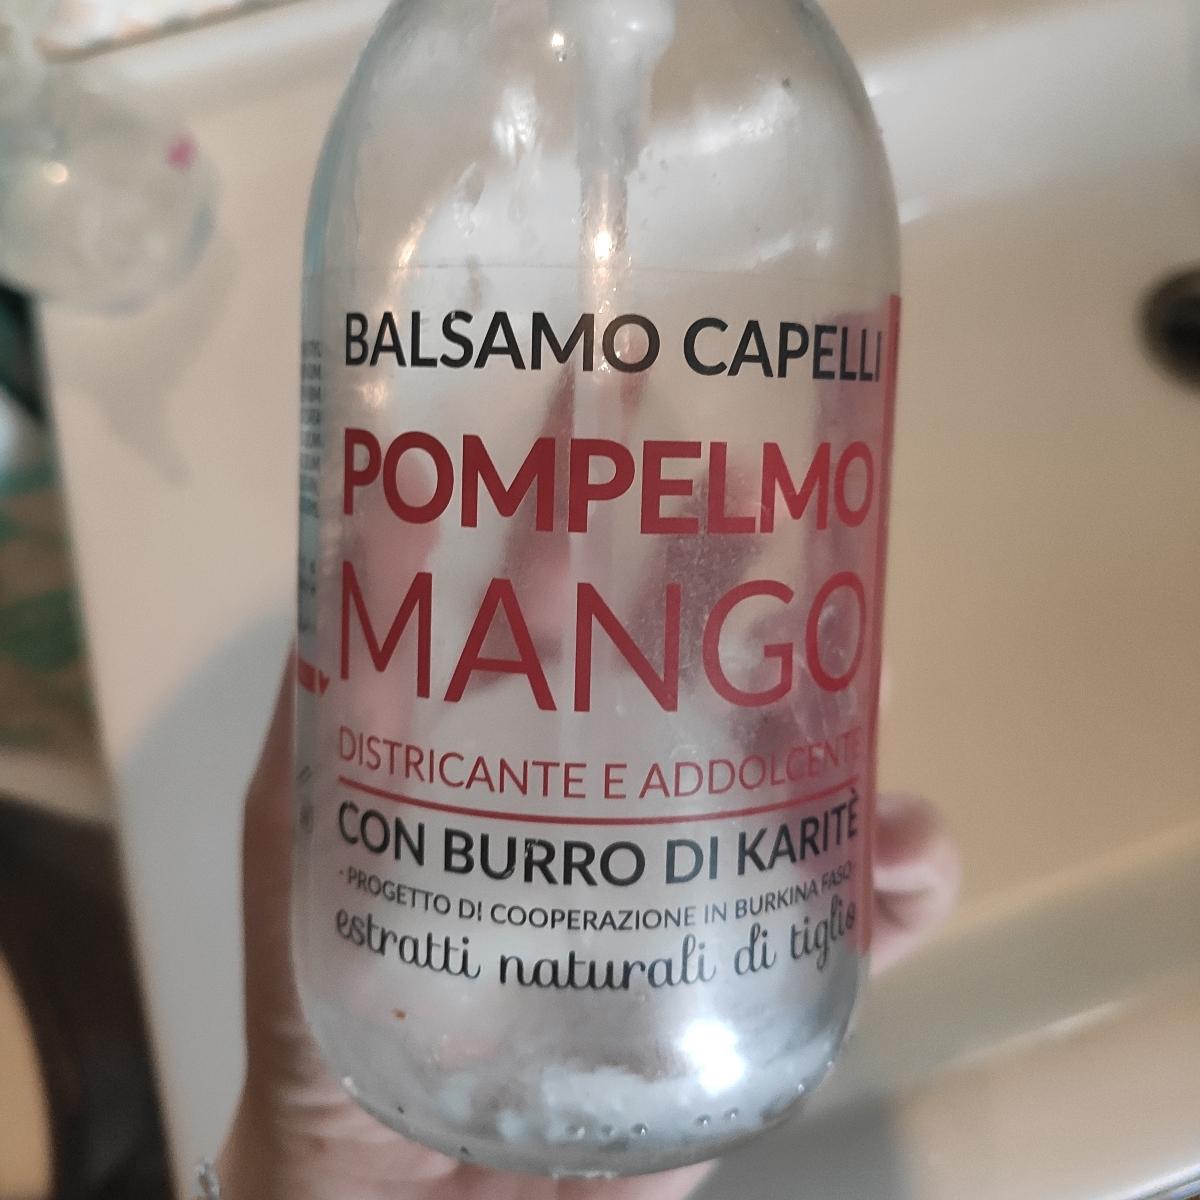 BALSAMO CAPELLI
POMPELMO
MANGO
DISTRICANTE E ADDOLCENTE
CON BURRO DI KARITÈ
· PROGETTO DI COOPERAZIONE IN BURKINA FASO ·
estratti naturali di tiglio